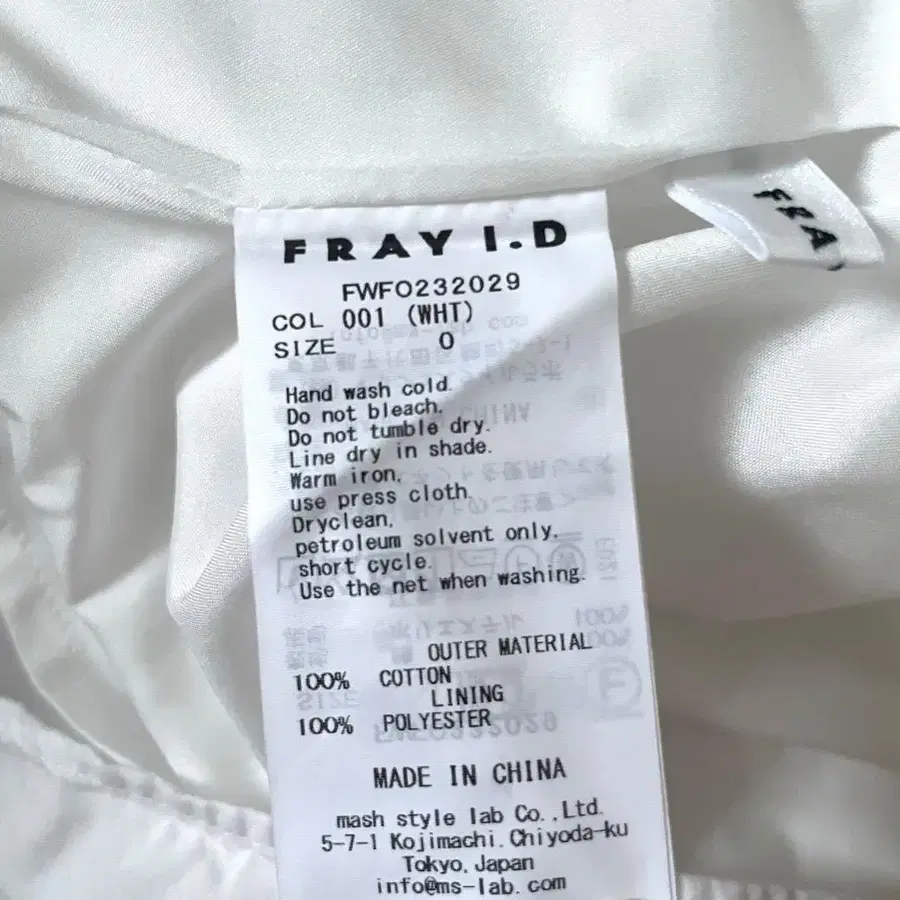 FRAY I.D
FRA
FWFO232029
COL 001 (WHT)
SIZE 0
Hand wash cold.
Do not bleach.
Do not tumble dry.
Line dry in shade.
Warm iron,
use press cloth.
Dryclean,
petroleum solvent only,
short cycle.
Use the net when washing.
OUTER MATERIAL
100% COTTON
LINING
100% POLYESTER
MADE IN CHINA
mash style lab Co.,Ltd.
5-7-1 Kojimachi.Chiyoda-ku
Tokyo,Japan
info@ms-lab.com